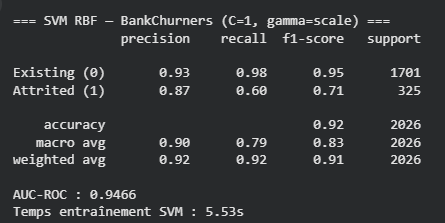 === SVM RBF — BankChurners (C=1, gamma=scale) ===
precision recall f1-score support
Existing (0) 0.93 0.98 0.95 1701
Attrited (1) 0.87 0.60 0.71 325
accuracy 0.92 2026
macro avg 0.90 0.79 0.83 2026
weighted avg 0.92 0.92 0.91 2026
AUC-ROC : 0.9466
Temps entraînement SVM : 5.53s